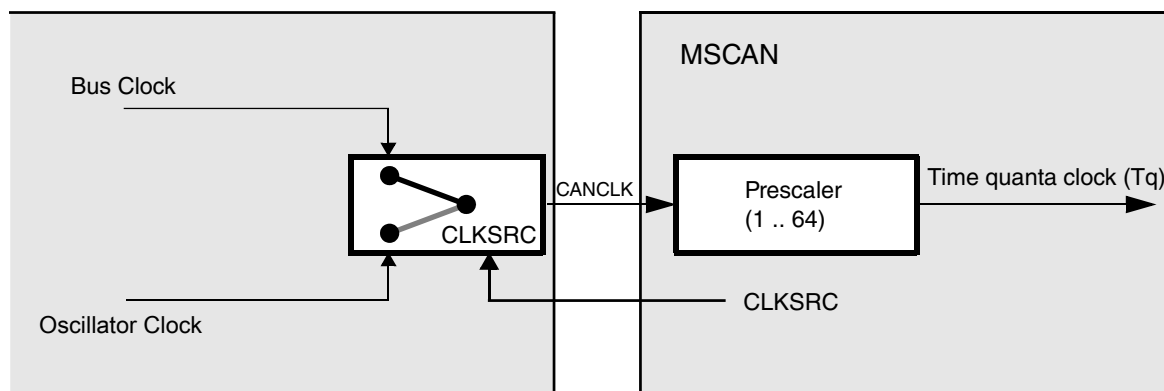 MSCAN
Bus Clock
CANCLK
Prescaler
(1 .. 64)
Time quanta clock (Tq)
CLKSRC
CLKSRC
Oscillator Clock